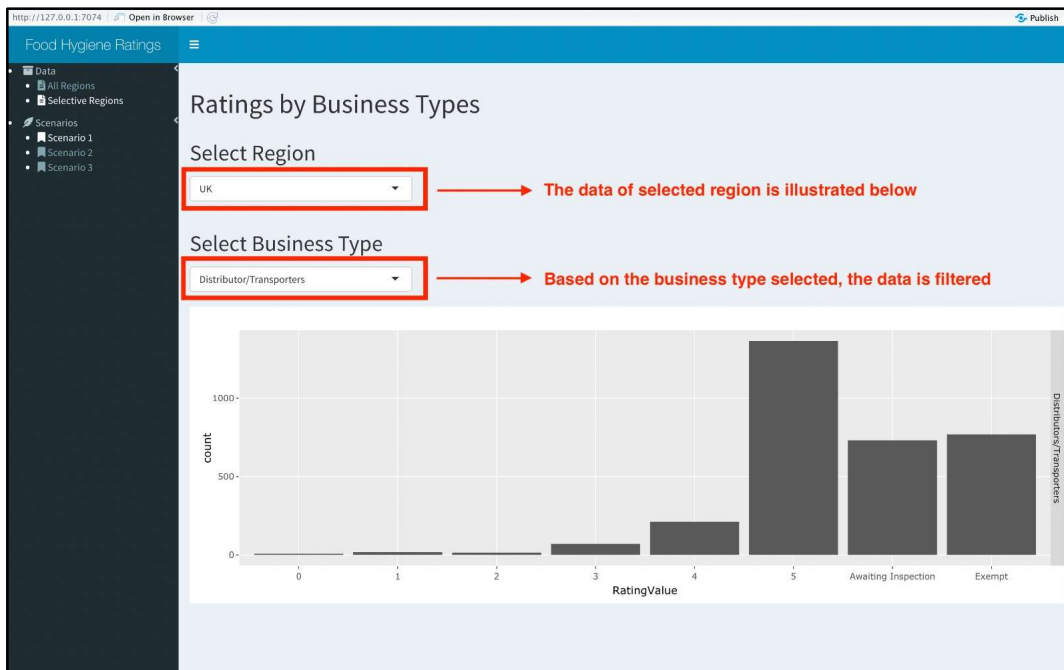 http://127.0.0.1:7074 Open in Browser Publish
Food Hygiene Ratings
Data
All Regions
Selective Regions
Scenarios
Scenario 1
Scenario 2
Scenario 3
Ratings by Business Types
Select Region
UK
The data of selected region is illustrated below
Select Business Type
Distributor/Transporters
Based on the business type selected, the data is filtered
1000
500
0
count
Distributors/Transporters
0 1 2 3 4 5 Awaiting Inspection Exempt
RatingValue